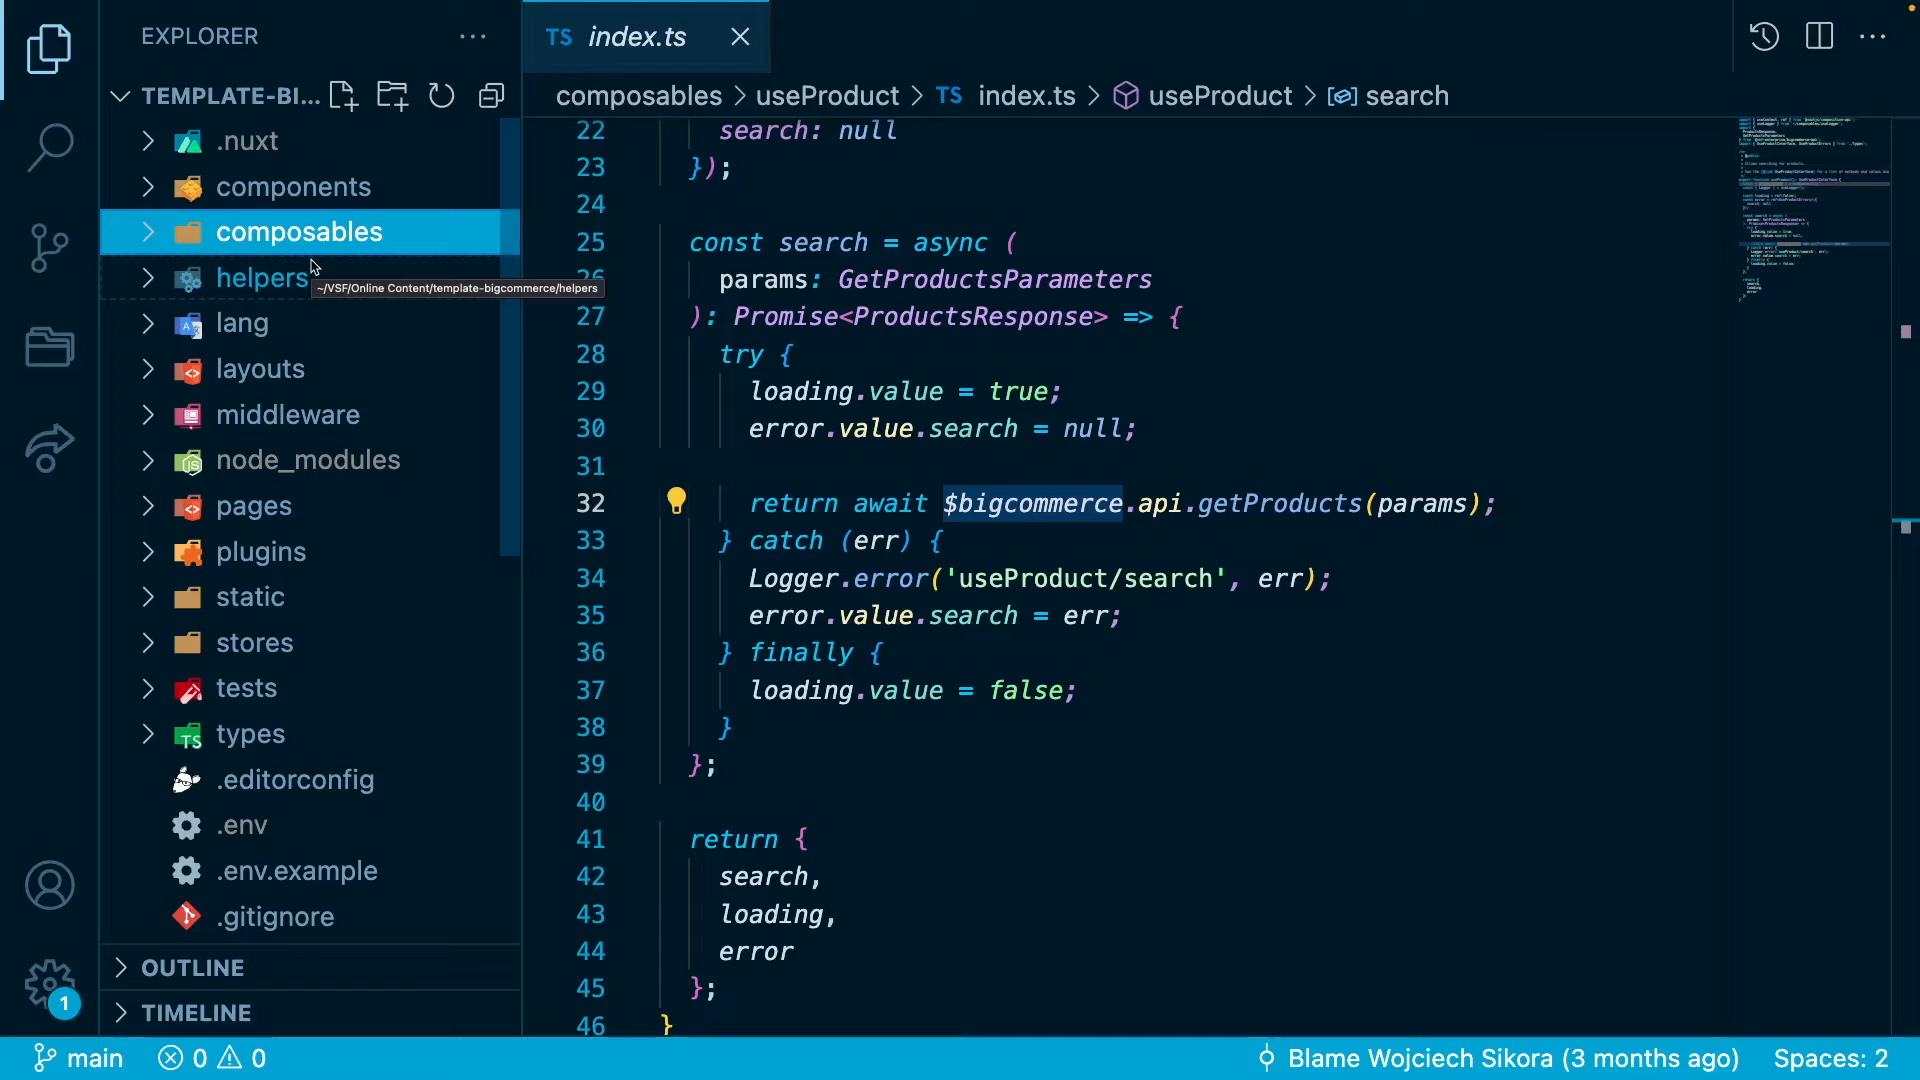 EXPLORER
TEMPLATE-BI...
.nuxt
components
composables
helpers
~/VSF/Online Content/template-bigcommerce/helpers
lang
layouts
middleware
node_modules
pages
plugins
static
stores
tests
types
.editorconfig
.env
.env.example
.gitignore
OUTLINE
TIMELINE
1
TS index.ts
composables > useProduct > TS index.ts > useProduct > search
22 search: null
23 });
24
25 const search = async (
26 params: GetProductsParameters
27 ): Promise<ProductsResponse> => {
28 try {
29 loading.value = true;
30 error.value.search = null;
31
32 return await $bigcommerce.api.getProducts(params);
33 } catch (err) {
34 Logger.error('useProduct/search', err);
35 error.value.search = err;
36 } finally {
37 loading.value = false;
38 }
39 };
40
41 return {
42 search,
43 loading,
44 error
45 };
46 }
main 0 0 Blame Wojciech Sikora (3 months ago) Spaces: 2